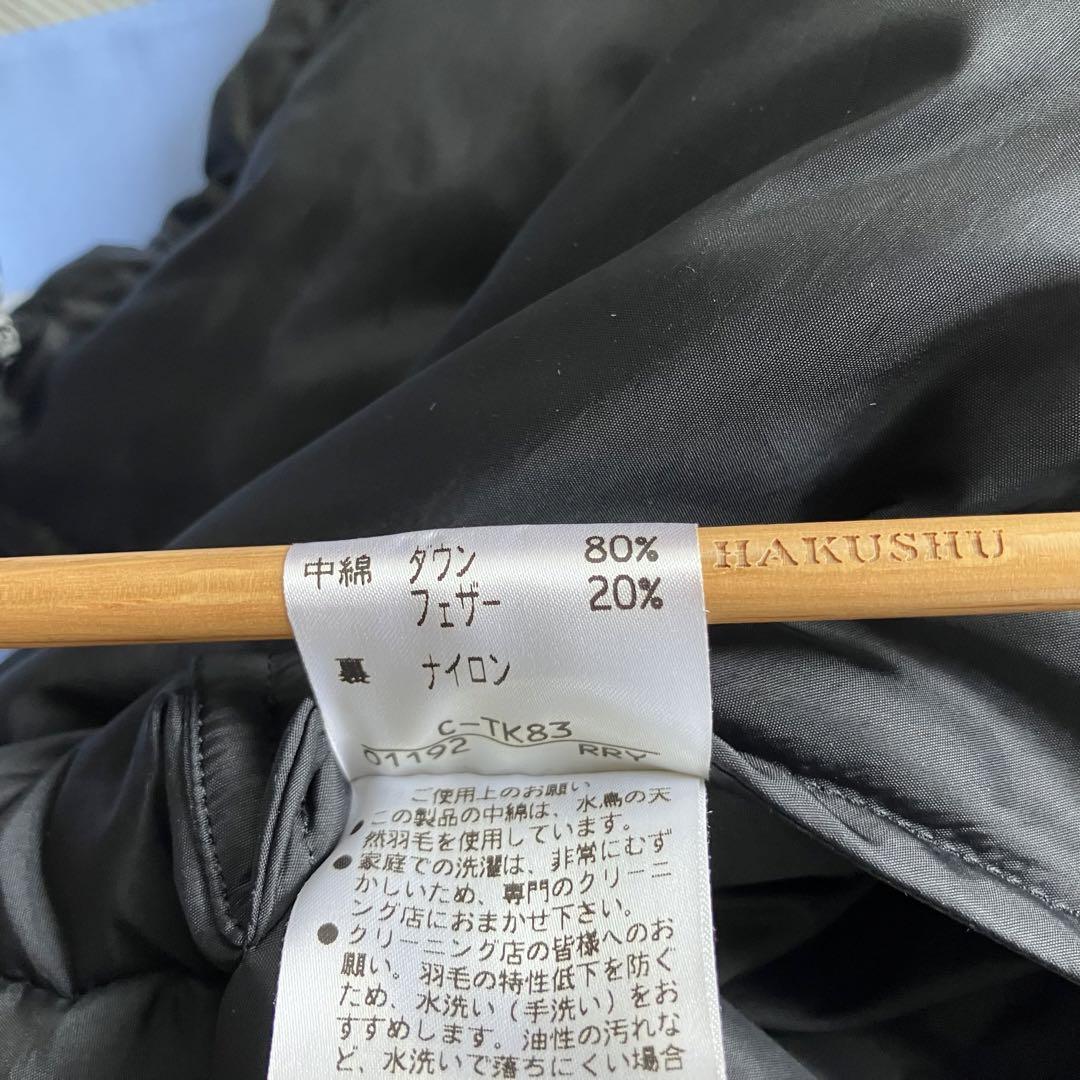 中綿 ダウン 80%
フェザー 20%
HAKUSHU
裏 ナイロン
C-TK83
01192 RRY
ご使用上のお願い
この製品の中綿は、水鳥の天
然羽毛を使用しています。
●家庭での洗濯は、非常にむず
かしいため、専門のクリーニ
ング店におまかせ下さい。
●クリーニング店の皆様へのお
願い。羽毛の特性低下を防ぐ
ため、水洗い(手洗い)をお
すすめします。油性の汚れな
ど、水洗いで落ちにくい場合